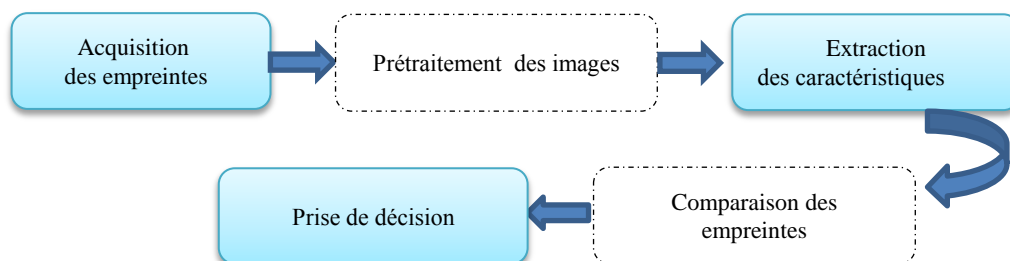 Acquisition
des empreintes
Prétraitement des images
Extraction
des caractéristiques
Comparaison des
empreintes
Prise de décision